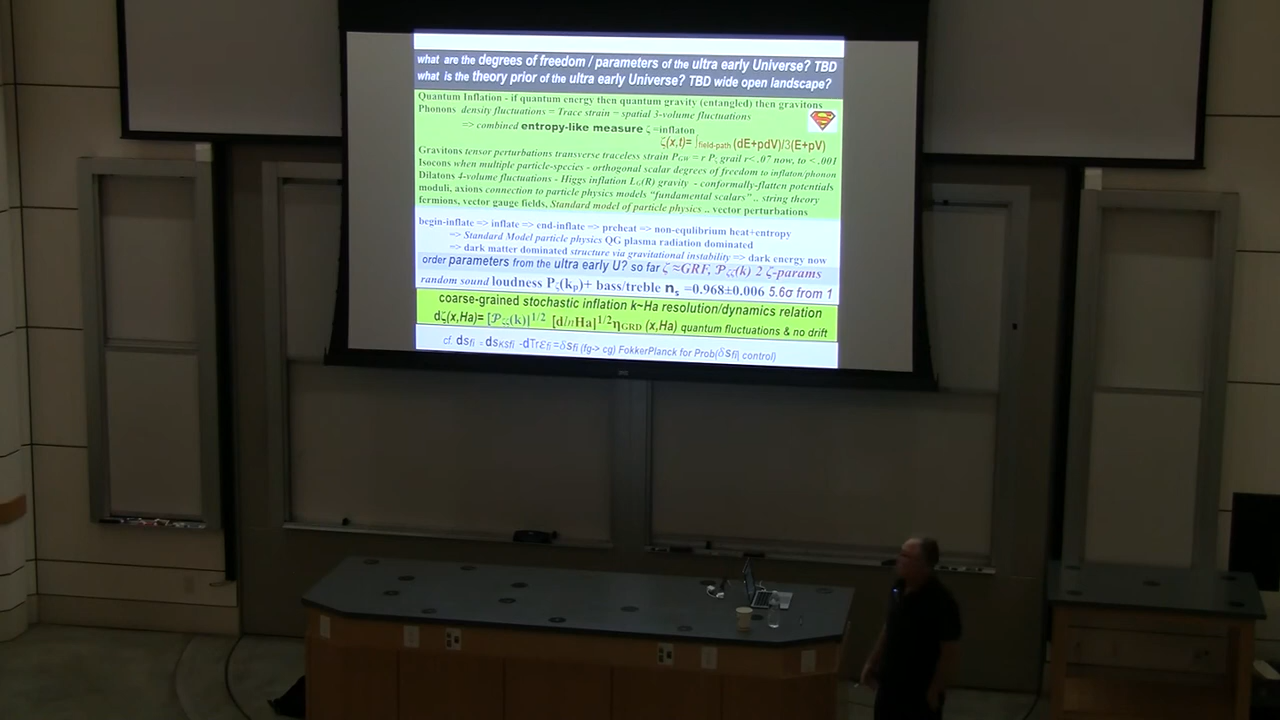 what are the degrees of freedom / parameters of the ultra early Universe? TBD
what is the theory prior of the ultra early Universe? TBD wide open landscape?
Quantum Inflation - if quantum energy then quantum gravity (entangled) then gravitons
Phonons density fluctuations = Trace strain = spatial 3-volume fluctuations
=> combined entropy-like measure ζ =inflaton
ζ(x,t)= ∫field-path (dE+pdV)/3(E+pV)
Gravitons tensor perturbations transverse traceless strain = r Pζ grail r<.07 now, to <.001
Isocons when multiple particle-species - orthogonal scalar degrees of freedom to inflaton/phonon
Dilatons 4-volume fluctuations - Higgs inflation (R) gravity - conformally-flatten potentials
moduli, axions connection to particle physics models "fundamental scalars" .. string theory
fermions, vector gauge fields, Standard model of particle physics .. vector perturbations
begin-inflate => inflate => end-inflate => preheat => non-equlibrium heat+entropy
=> Standard Model particle physics QG plasma radiation dominated
=> dark matter dominated structure via gravitational instability => dark energy now
order parameters from the ultra early U? so far ζ ≈GRF, Pζζ(k) 2 ζ-params
random sound loudness Pζ(kp)+ bass/treble ns =0.968±0.006 5.6σ from 1
coarse-grained stochastic inflation k~Ha resolution/dynamics relation
dζ(x,Ha)= [Pζζ(k)]1/2 [dlnHa]1/2 ηGRD (x,Ha) quantum fluctuations & no drift
cf. dsfi = dsKSfi -dTrεfi =δsfi (fg-> cg) FokkerPlanck for Prob(δsfi| control)